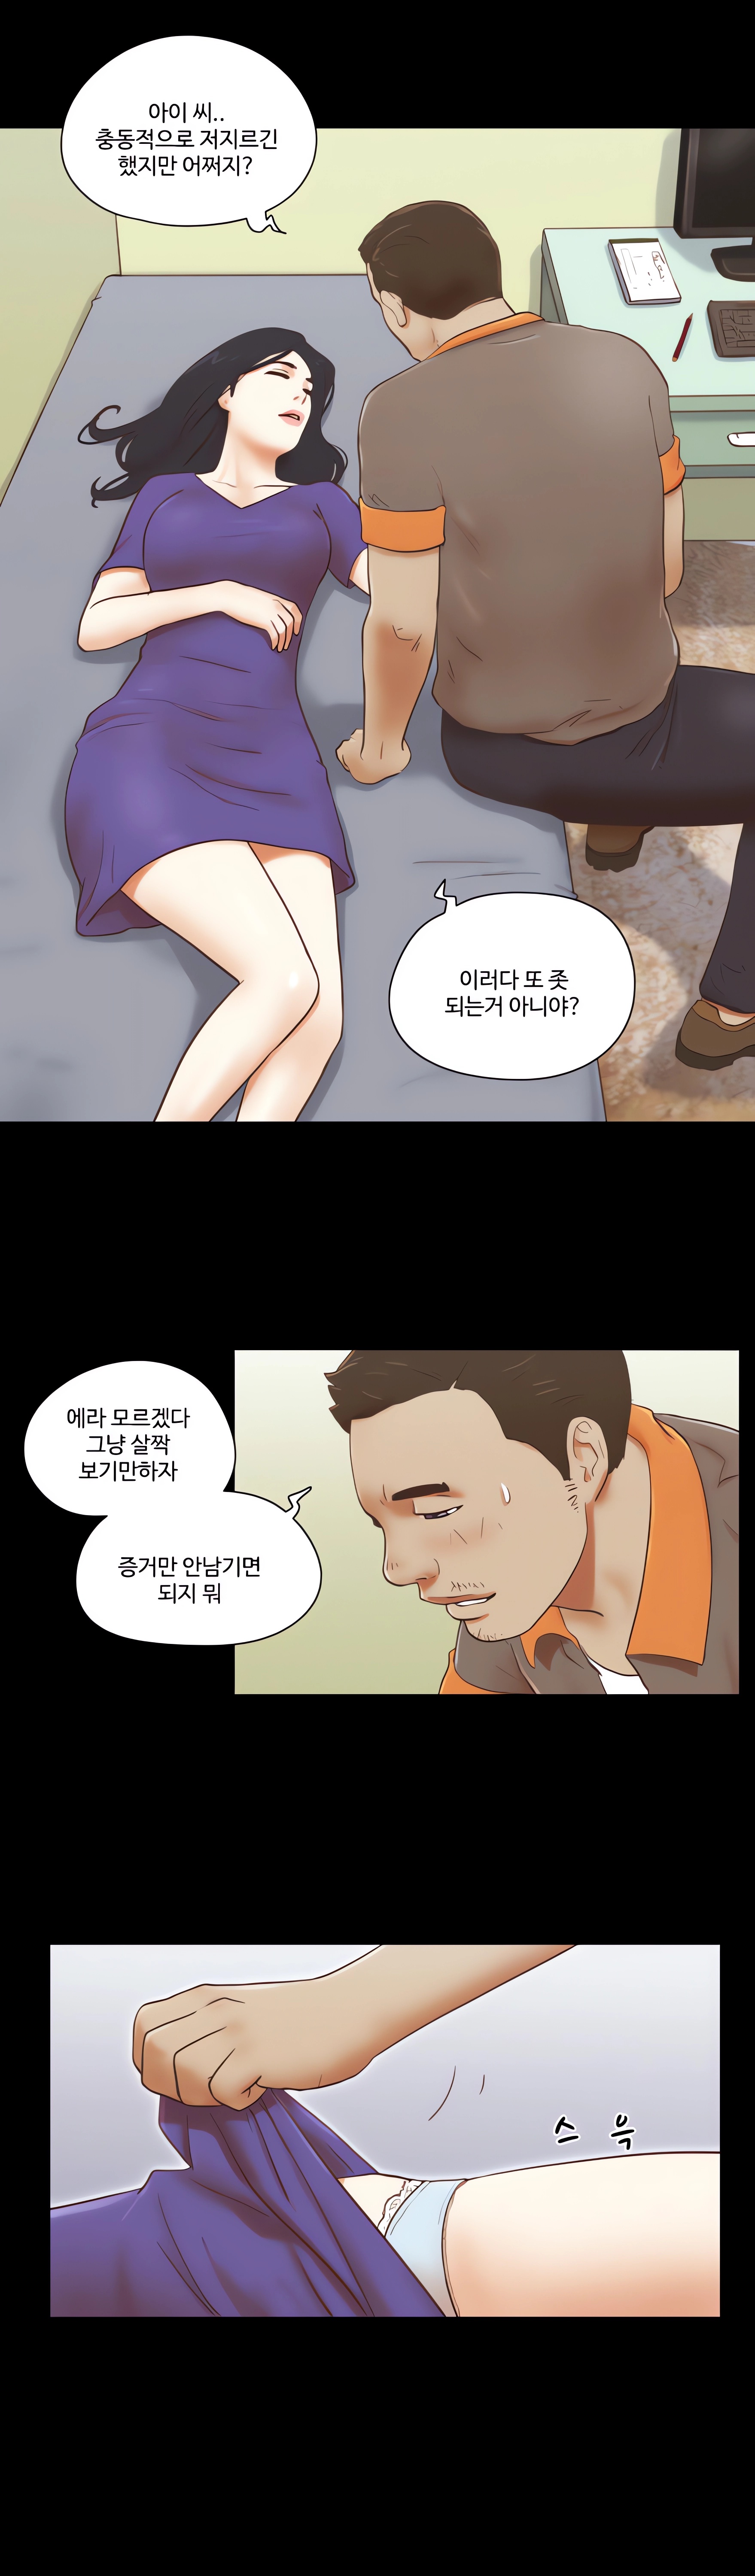 아이 씨..
충동적으로 저지르긴
했지만 어쩌지?
이러다 또 좃
되는거 아니야?
에라 모르겠다
그냥 살짝
보기만하자
증거만 안남기면
되지 뭐
스 윽